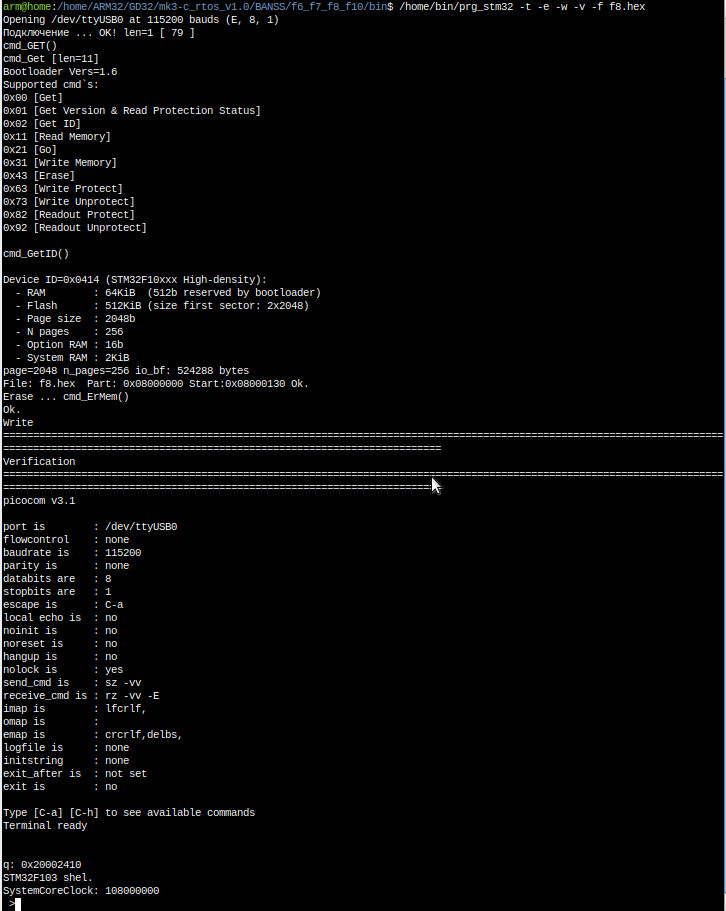 arm@home:/home/ARM32/GD32/mk3-c_rtos_v1.0/BANSS/f6_f7_f8_f10/bin$ /home/bin/prg_stm32 -t -e -w -v -f f8.hex
Opening /dev/ttyUSB0 at 115200 bauds (E, 8, 1)
Подключение ... OK! len=1 [ 79 ]
cmd_GET()
cmd_Get [len=11]
Bootloader Vers=1.6
Supported cmd`s:
0x00 [Get]
0x01 [Get Version & Read Protection Status]
0x02 [Get ID]
0x11 [Read Memory]
0x21 [Go]
0x31 [Write Memory]
0x43 [Erase]
0x63 [Write Protect]
0x73 [Write Unprotect]
0x82 [Readout Protect]
0x92 [Readout Unprotect]
cmd_GetID()
Device ID=0x0414 (STM32F10xxx High-density):
- RAM : 64KiB (512b reserved by bootloader)
- Flash : 512KiB (size first sector: 2x2048)
- Page size : 2048b
- N pages : 256
- Option RAM : 16b
- System RAM : 2KiB
page=2048 n_pages=256 io_bf: 524288 bytes
File: f8.hex Part: 0x08000000 Start:0x08000130 Ok.
Erase ... cmd_ErMem()
Ok.
Write
========================================================================================================================
=========================================================================
Verification
========================================================================================================================
========================================================================
picocom v3.1
port is : /dev/ttyUSB0
flowcontrol : none
baudrate is : 115200
parity is : none
databits are : 8
stopbits are : 1
escape is : C-a
local echo is : no
noinit is : no
noreset is : no
hangup is : no
nolock is : yes
send_cmd is : sz -vv
receive_cmd is : rz -vv -E
imap is : lfcrlf,
omap is :
emap is : crcrlf,delbs,
logfile is : none
initstring : none
exit_after is : not set
exit is : no
Type [C-a] [C-h] to see available commands
Terminal ready
q: 0x20002410
STM32F103 shel.
SystemCoreClock: 108000000
>